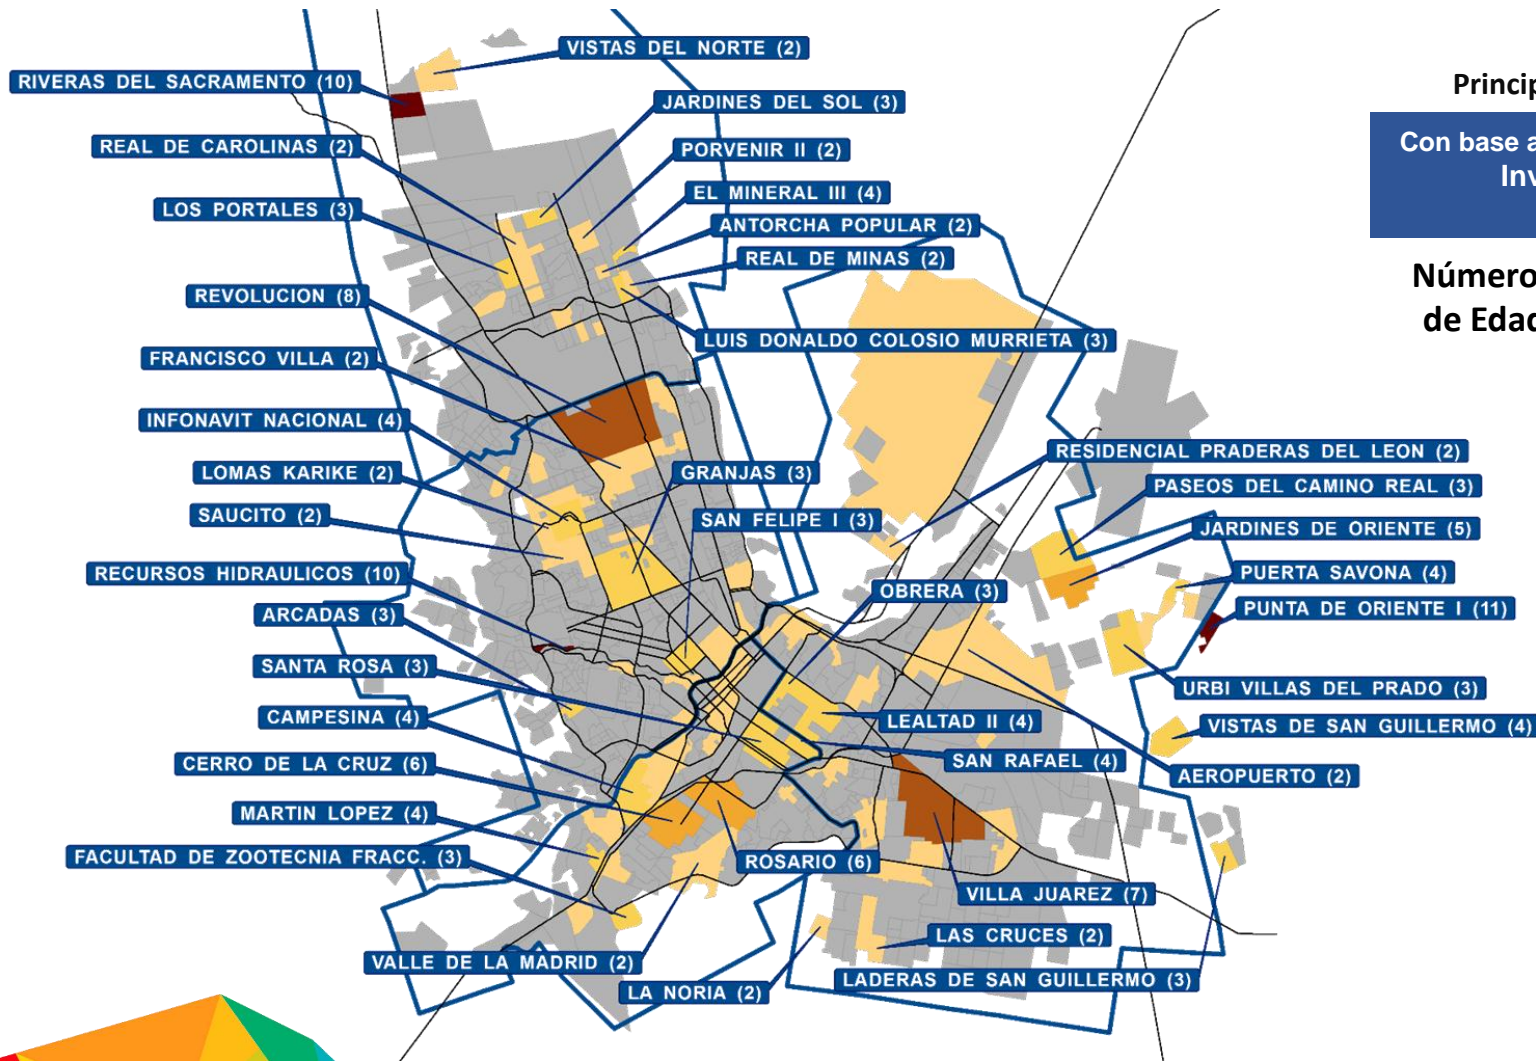 VISTAS DEL NORTE (2)
RIVERAS DEL SACRAMENTO (10)
JARDINES DEL SOL (3)
REAL DE CAROLINAS (2)
PORVENIR II (2)
EL MINERAL III (4)
LOS PORTALES (3)
ANTORCHA POPULAR (2)
REAL DE MINAS (2)
REVOLUCION (8)
LUIS DONALDO COLOSIO MURRIETA (3)
FRANCISCO VILLA (2)
INFONAVIT NACIONAL (4)
LOMAS KARIKE (2)
GRANJAS (3)
RESIDENCIAL PRADERAS DEL LEON (2)
PASEOS DEL CAMINO REAL (3)
SAUCITO (2)
SAN FELIPE I (3)
JARDINES DE ORIENTE (5)
RECURSOS HIDRAULICOS (10)
PUERTA SAVONA (4)
OBRERA (3)
PUNTA DE ORIENTE I (11)
ARCADAS (3)
SANTA ROSA (3)
URBI VILLAS DEL PRADO (3)
CAMPESINA (4)
LEALTAD II (4)
VISTAS DE SAN GUILLERMO (4)
CERRO DE LA CRUZ (6)
SAN RAFAEL (4)
AEROPUERTO (2)
MARTIN LOPEZ (4)
FACULTAD DE ZOOTECNIA FRACC. (3)
ROSARIO (6)
VILLA JUAREZ (7)
LAS CRUCES (2)
VALLE DE LA MADRID (2)
LA NORIA (2)
LADERAS DE SAN GUILLERMO (3)
Princip
Con base a
Inv
Número
de Edad